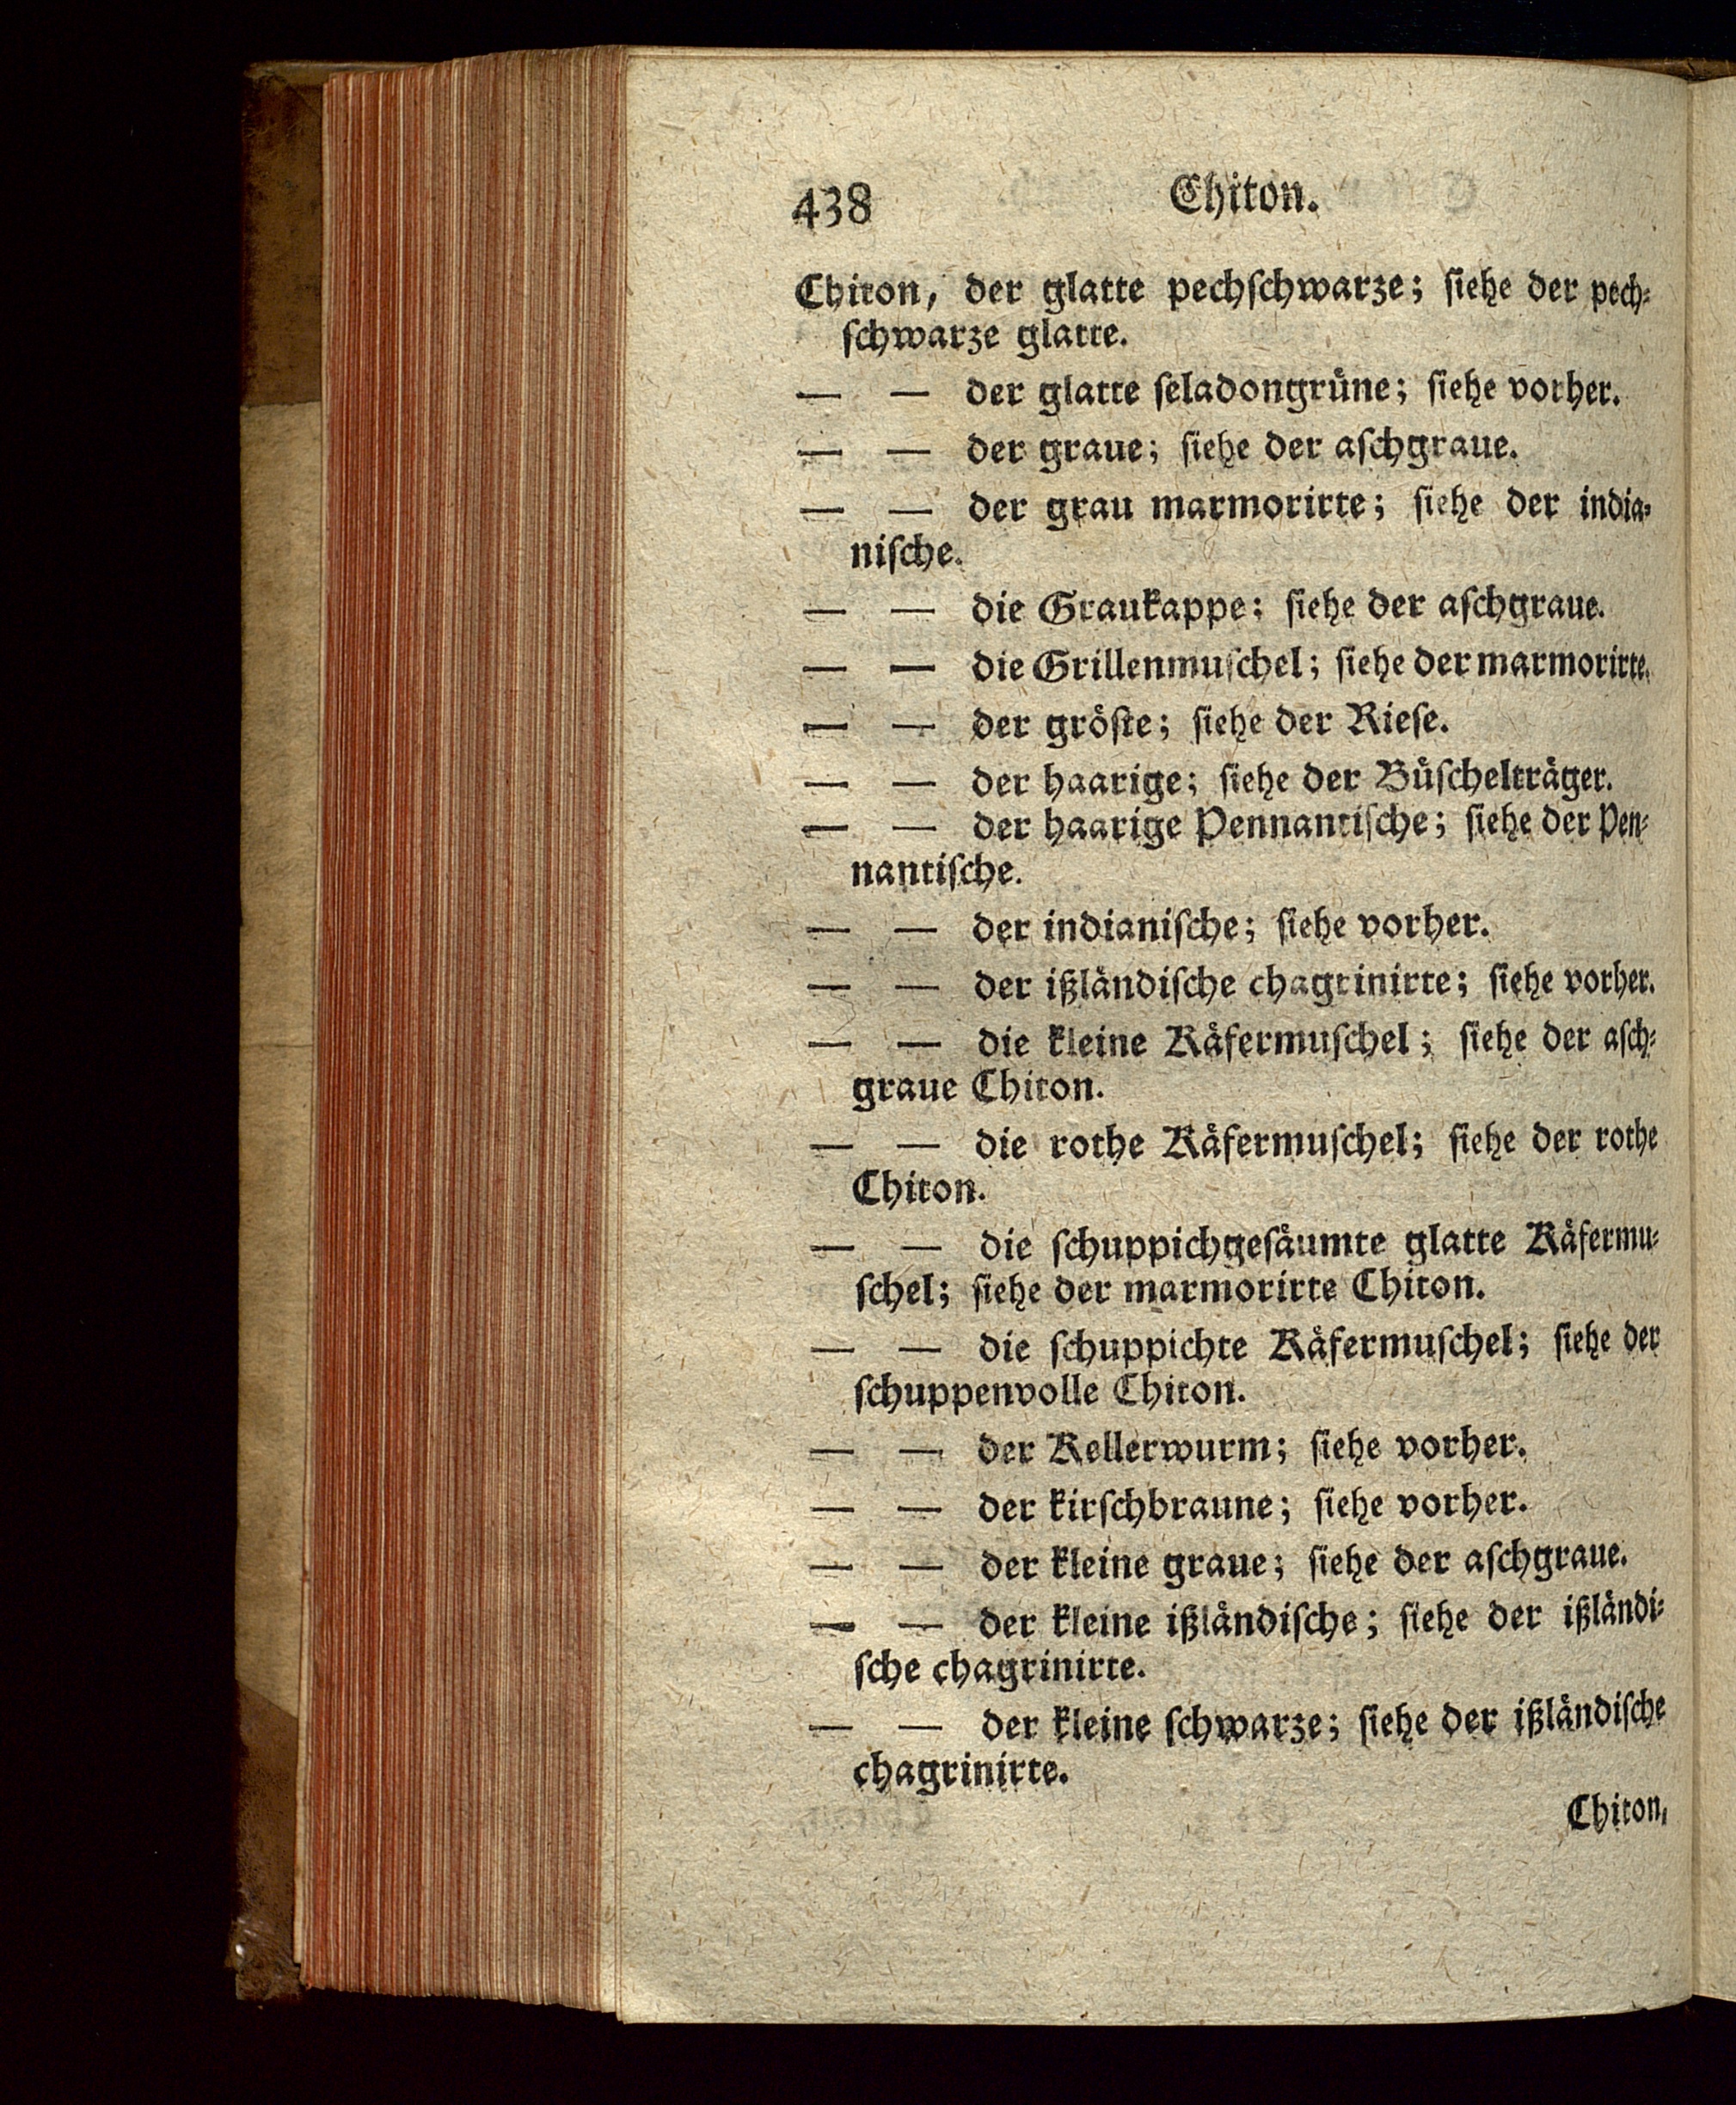 438 Chiton.
Chiton, der glatte pechſchwarze; ſiehe der pech⸗
ſchwarze glatte.
— — der glatte ſeladongrüne; ſiehe vorher.
— — der graue; ſiehe der aſchgraue.
— — der grau marmorirte; ſiehe der india⸗
niſche.
— — die Graukappe; ſiehe der aſchgraue.
— — die Grillenmuſchel; ſiehe der marmorirte.
— — der gröſte; ſiehe der Rieſe.
— — der haarige; ſiehe der Büſchelträger.
— — der haarige Pennantiſche; ſiehe der Pen⸗
nantiſche.
— — der indianiſche; ſiehe vorher.
— — der ißländiſche chagrinirte; ſiehe vorher.
— — die kleine Käfermuſchel; ſiehe der aſch⸗
graue Chiton.
— — die rothe Käfermuſchel; ſiehe der rothe
Chiton.
— — die ſchuppichgeſäumte glatte Käfermu⸗
ſchel; ſiehe der marmorirte Chiton.
— — die ſchuppichte Käfermuſchel; ſiehe der
ſchuppenvolle Chiton.
— — der Kellerwurm; ſiehe vorher.
— — der kirſchbraune; ſiehe vorher.
— — der kleine graue; ſiehe der aſchgraue.
— — der kleine ißländiſche; ſiehe der ißländi⸗
ſche chagrinirte.
— — der kleine ſchwarze; ſiehe der ißländiſche
chagrinirte.
Chiton,